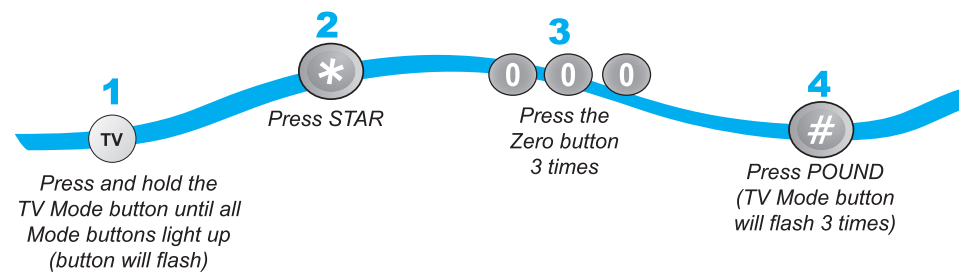 1
TV
Press and hold the
TV Mode button until all
Mode buttons light up
(button will flash)
2
*
Press STAR
3
0 0 0
Press the
Zero button
3 times
4
#
Press POUND
(TV Mode button
will flash 3 times)